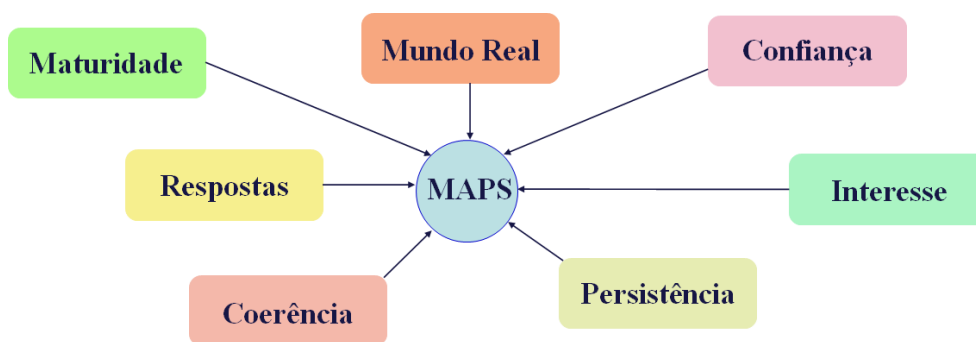 Maturidade
Mundo Real
Confiança
Respostas
MAPS
Interesse
Coerência
Persistência